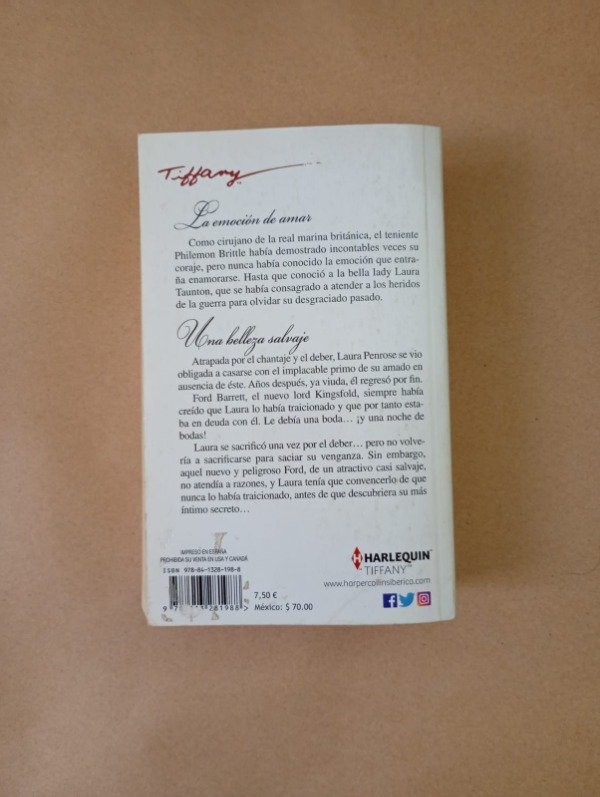 Tiffany™
La emoción de amar
Como cirujano de la real marina británica, el teniente
Philemon Brittle había demostrado incontables veces su
coraje, pero nunca había conocido la emoción que entra-
ña enamorarse. Hasta que conoció a la bella lady Laura
Taunton, que se había consagrado a atender a los heridos
de la guerra para olvidar su desgraciado pasado.
Una belleza salvaje
Atrapada por el chantaje y el deber, Laura Penrose se vio
obligada a casarse con el implacable primo de su amado en
ausencia de éste. Años después, ya viuda, él regresó por fin.
Ford Barrett, el nuevo lord Kingsfold, siempre había
creído que Laura lo había traicionado y que por tanto esta-
ba en deuda con él. Le debía una boda… ¡y una noche de
bodas!
Laura se sacrificó una vez por el deber… pero no volve-
ría a sacrificarse para saciar su venganza. Sin embargo,
aquel nuevo y peligroso Ford, de un atractivo casi salvaje,
no atendía a razones, y Laura tenía que convencerlo de que
nunca lo había traicionado, antes de que descubriera su más
íntimo secreto…
IMPRESO EN ESPAÑA
PROHIBIDA SU VENTA EN USA Y CANADÁ
ISBN 978-84-1328-198-8
7,50 €
México: $ 70.00
HARLEQUIN™
TIFFANY™
www.harpercollinsiberico.com